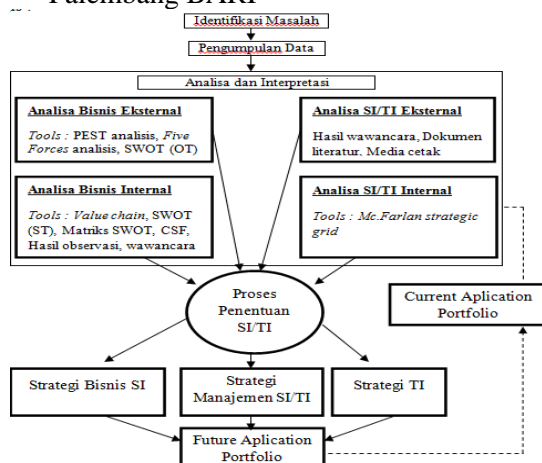 Palembang BARI
Identifikasi Masalah
Pengumpulan Data
Analisa dan Interpretasi
Analisa Bisnis Eksternal
Tools : PEST analisis, Five
Forces analisis, SWOT (OT)
Analisa SI/TI Eksternal
Hasil wawancara, Dokumen
literatur. Media cetak
Analisa Bisnis Internal
Tools : Value chain, SWOT
(ST), Matriks SWOT, CSF,
Hasil observasi, wawancara
Analisa SI/TI Internal
Tools : Mc.Farlan strategic
grid
Proses
Penentuan
SI/TI
Current Aplication
Portfolio
Strategi Bisnis SI
Strategi
Manajemen SI/TI
Strategi TI
Future Aplication
Portfolio